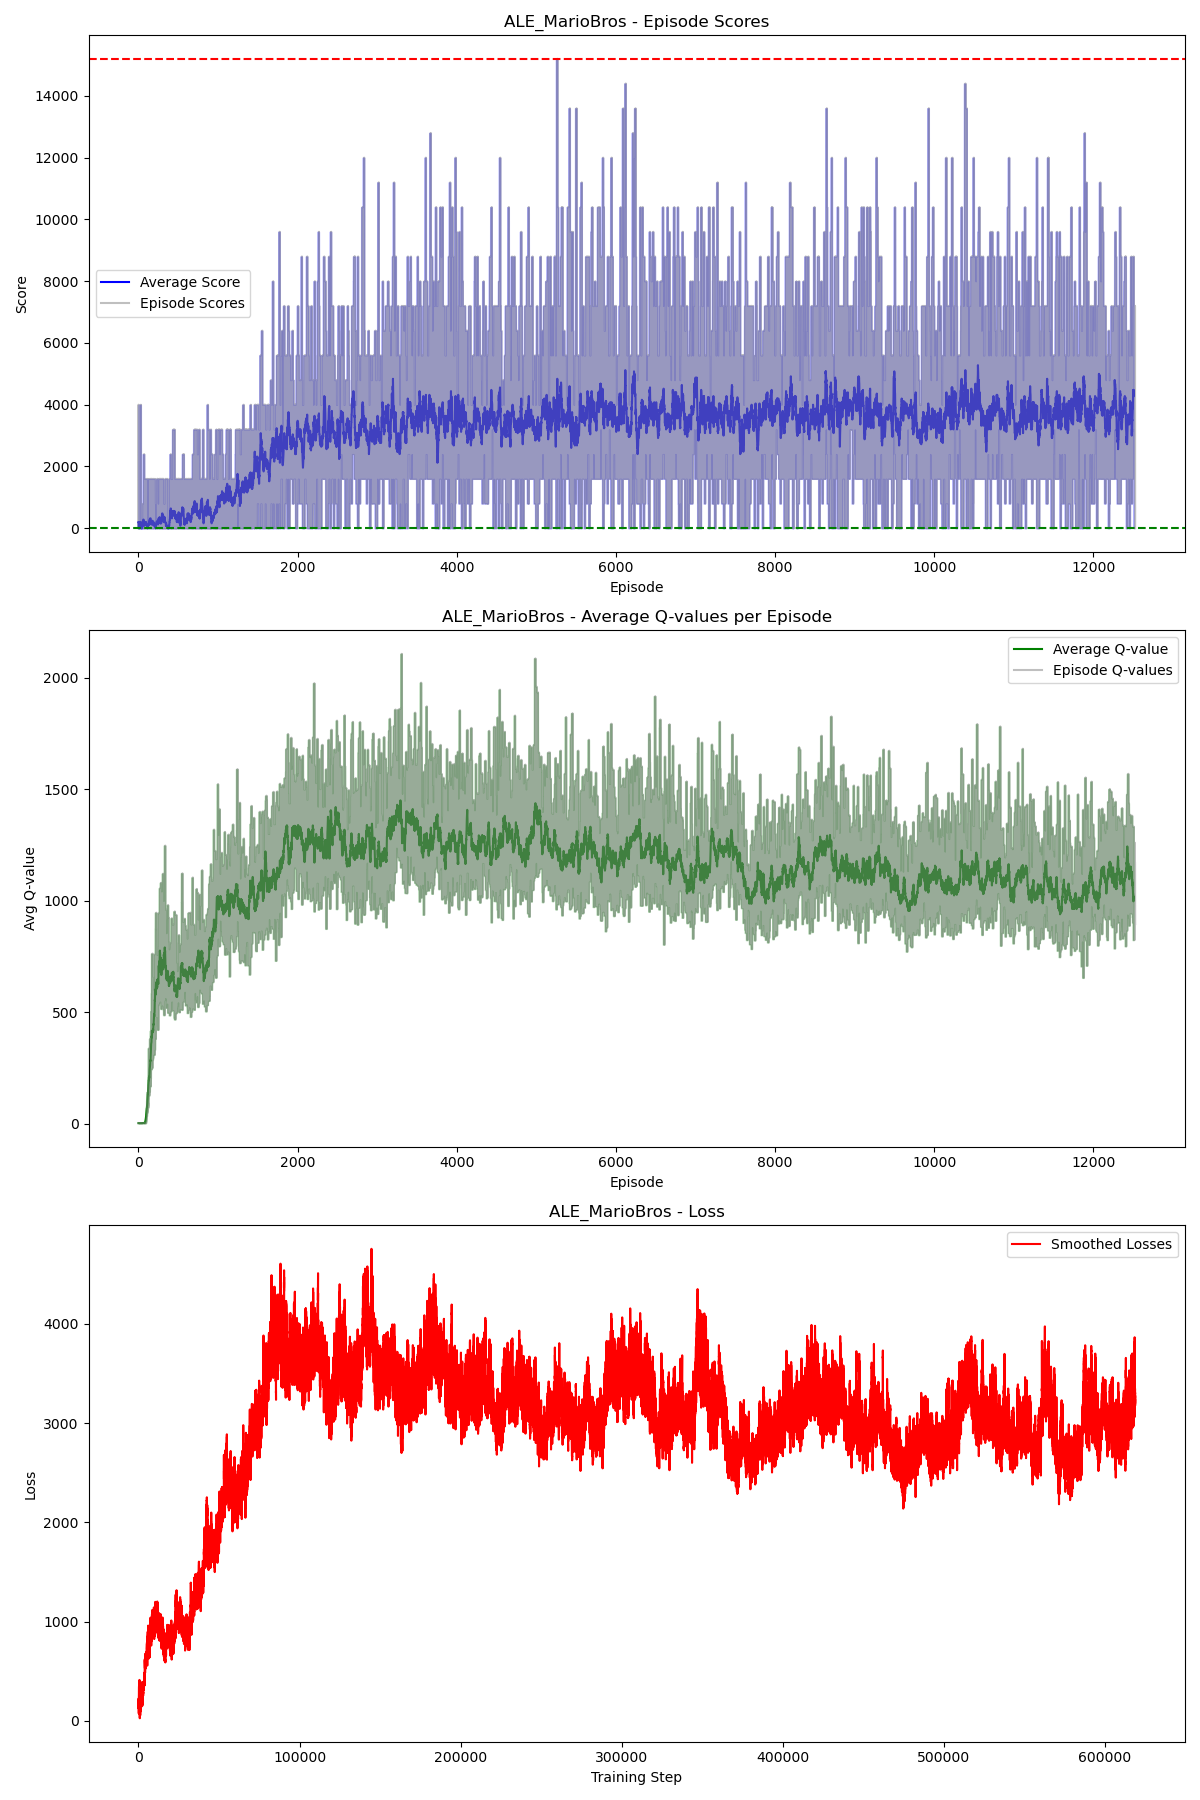 ALE_MarioBros - Episode Scores
14000
12000
10000
8000
6000
4000
2000
0
Score
Average Score
Episode Scores
0 2000 4000 6000 8000 10000 12000
Episode
ALE_MarioBros - Average Q-values per Episode
2000
1500
1000
500
0
Avg Q-value
Average Q-value
Episode Q-values
0 2000 4000 6000 8000 10000 12000
Episode
ALE_MarioBros - Loss
4000
3000
2000
1000
0
Loss
Smoothed Losses
0 100000 200000 300000 400000 500000 600000
Training Step